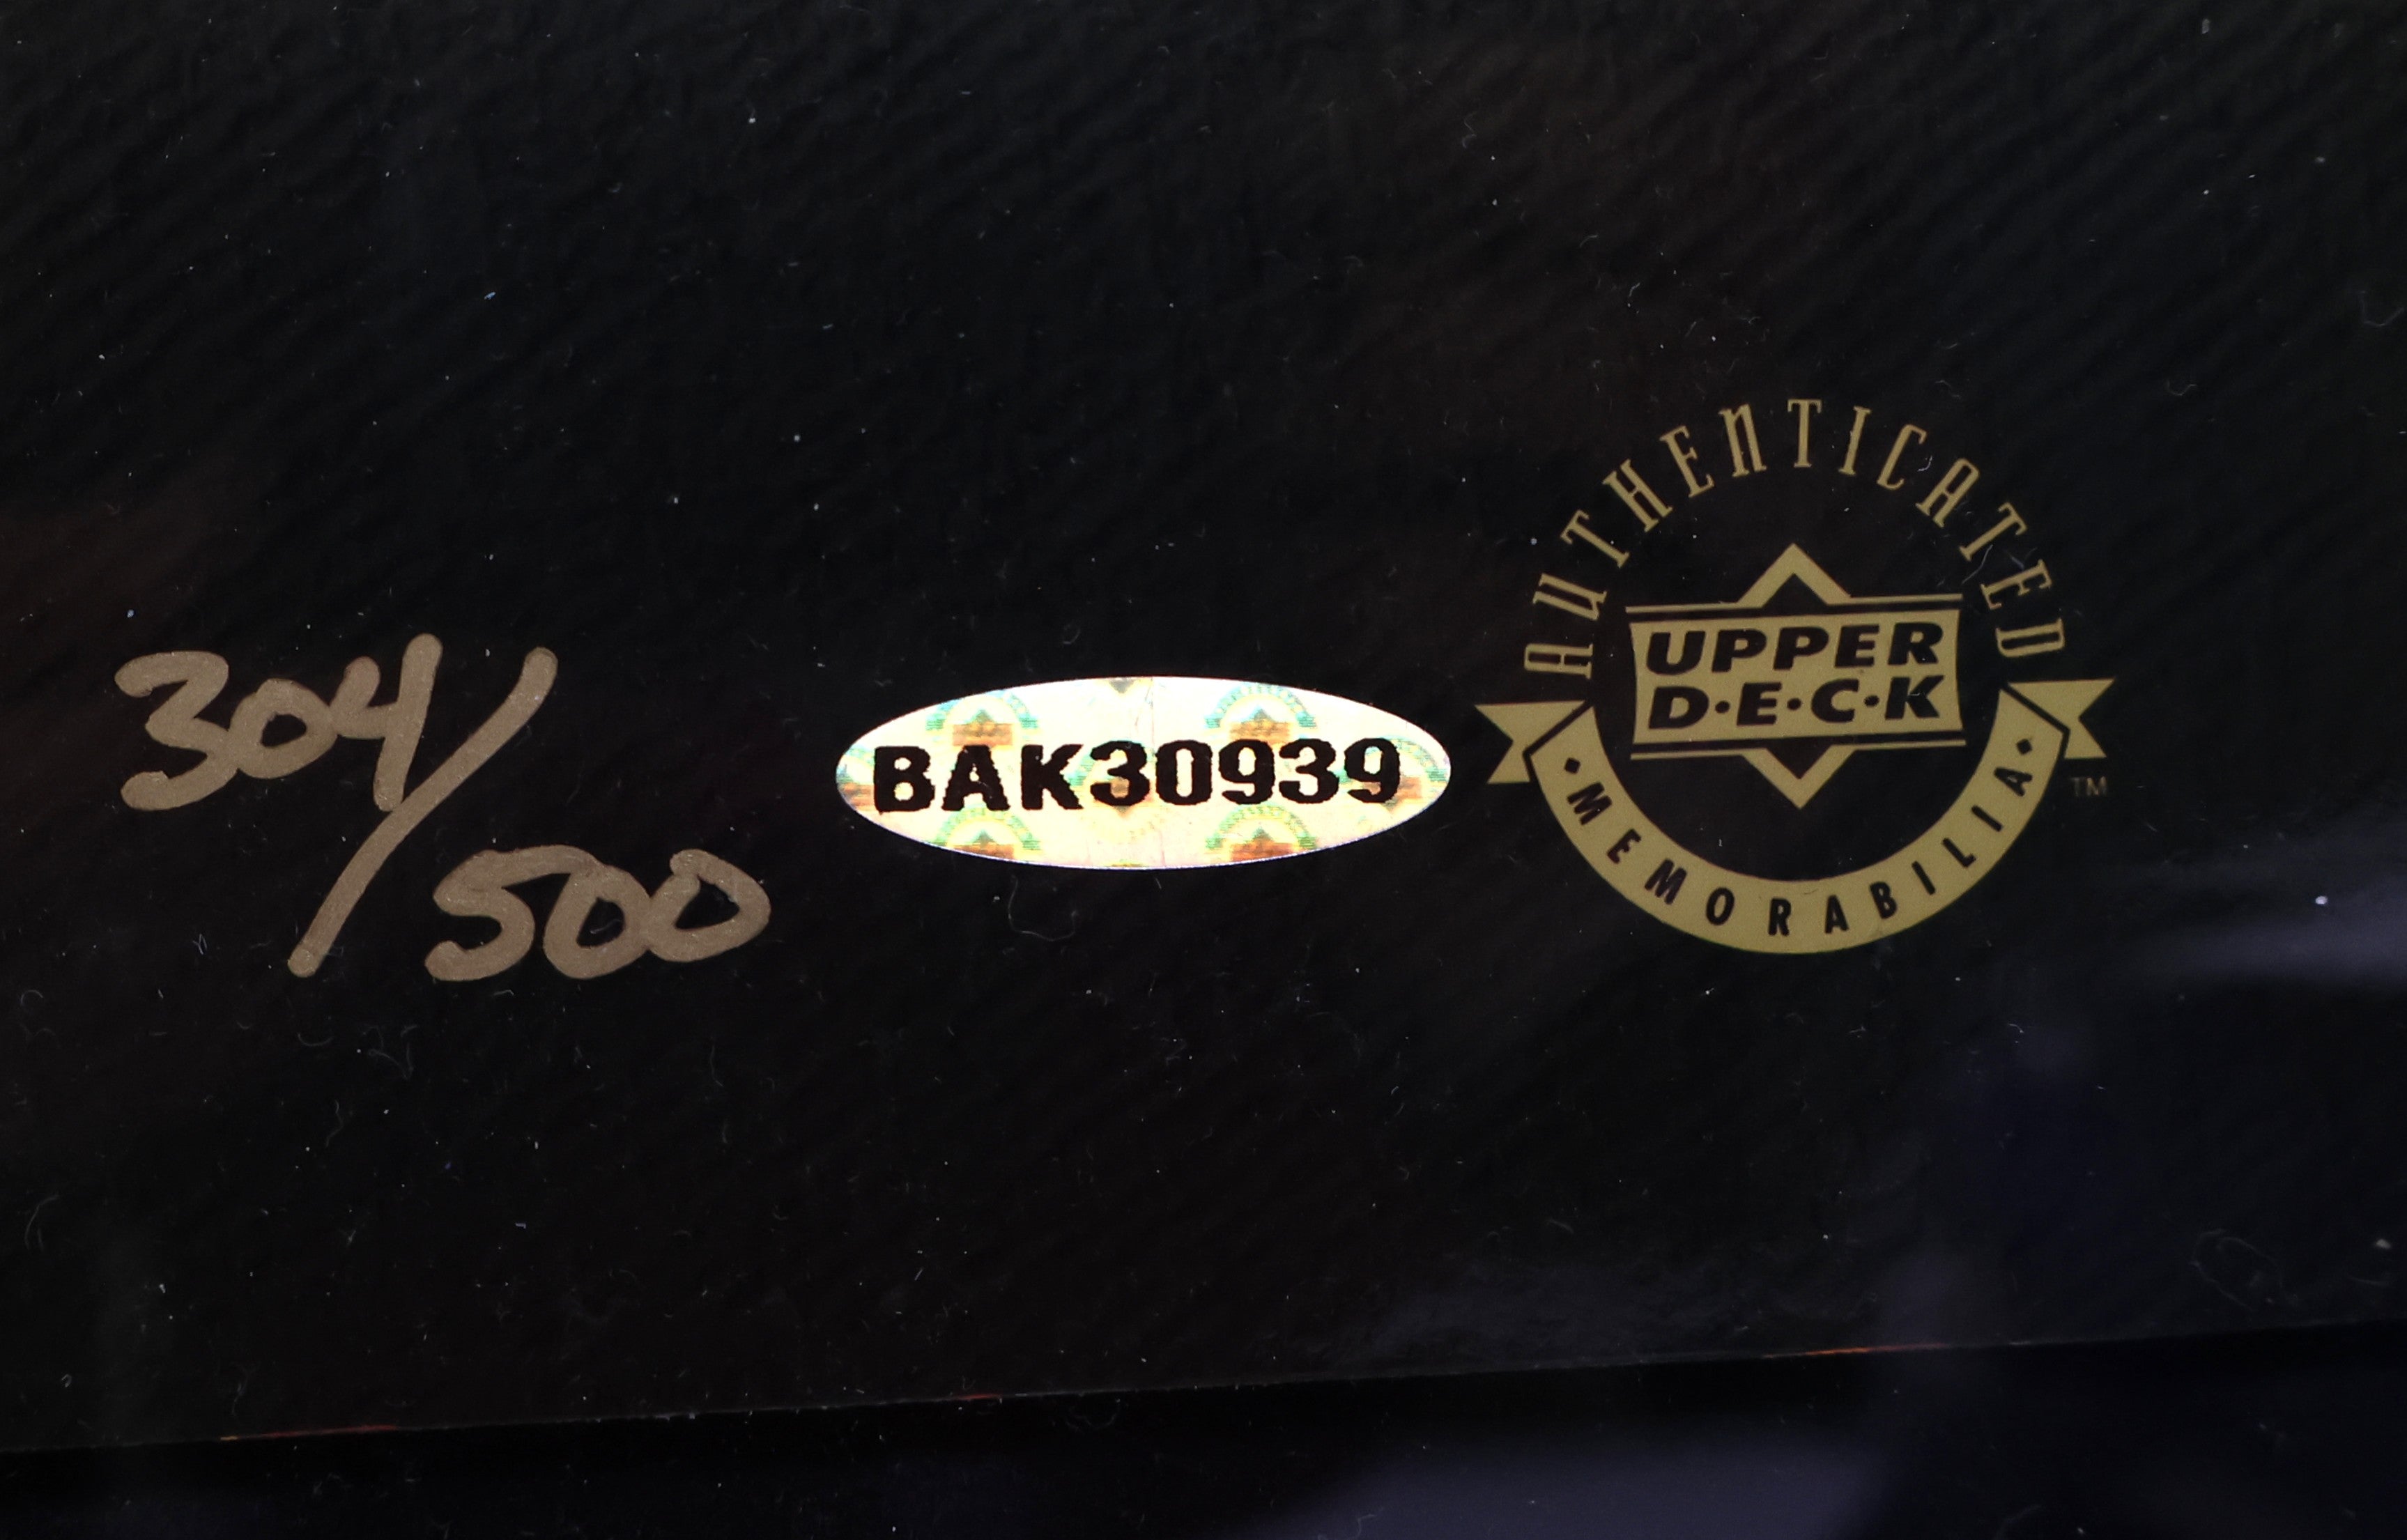 304/500
BAK30939
AUTHENTICATED
UPPER
D·E·C·K
·MEMORABILIA·
TM